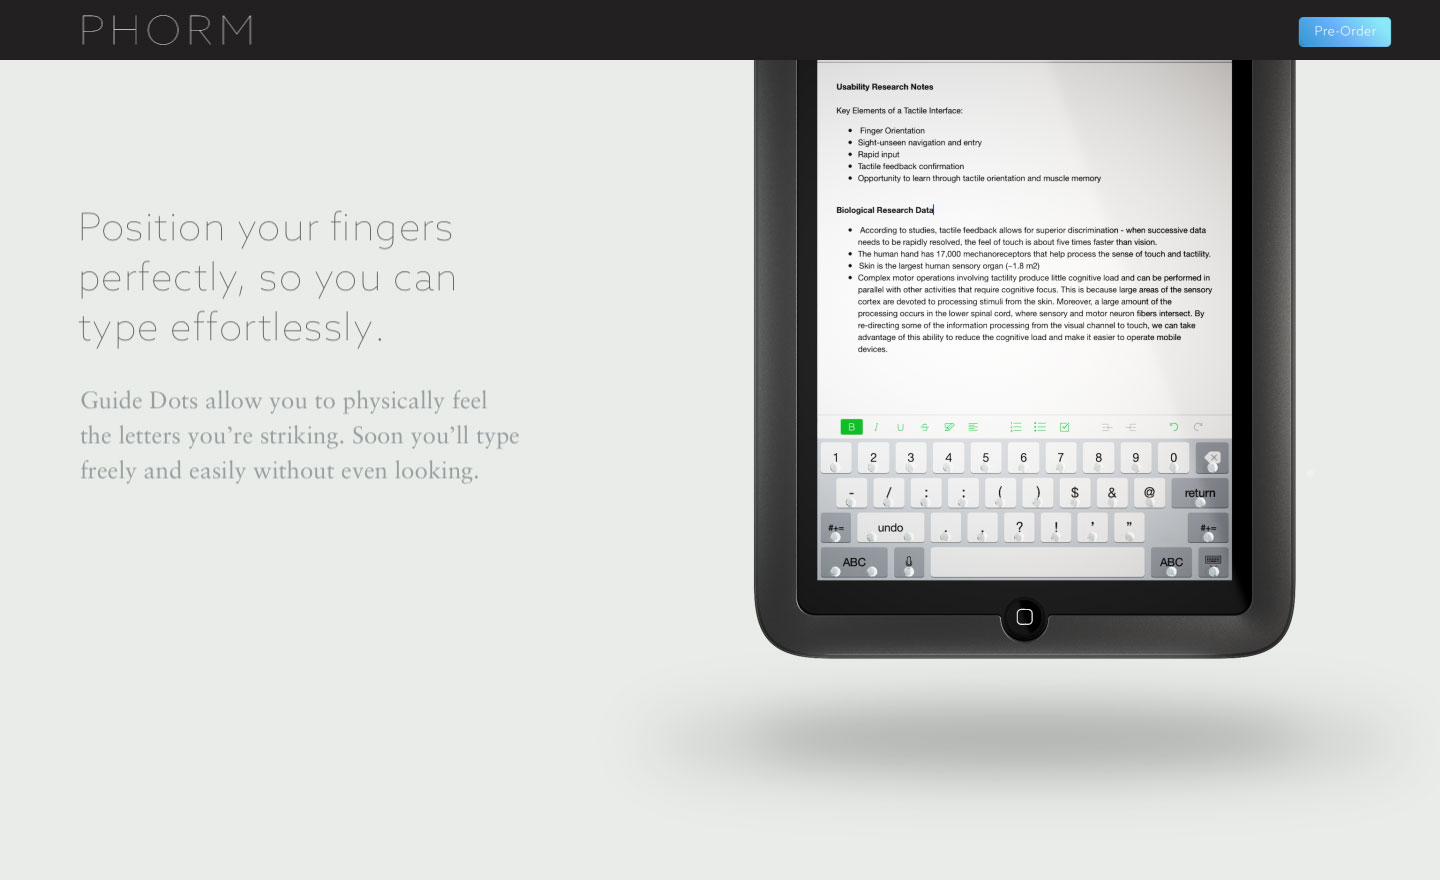 PHORM
Pre-Order
Position your fingers
perfectly, so you can
type effortlessly.
Guide Dots allow you to physically feel
the letters you're striking. Soon you'll type
freely and easily without even looking.
Usability Research Notes
Key Elements of a Tactile Interface:
• Finger Orientation
• Sight-unseen navigation and entry
• Rapid input
• Tactile feedback confirmation
• Opportunity to learn through tactile orientation and muscle memory
Biological Research Data
• According to studies, tactile feedback allows for superior discrimination - when successive data
needs to be rapidly resolved, the feel of touch is about five times faster than vision.
• The human hand has 17,000 mechanoreceptors that help process the sense of touch and tactility.
• Skin is the largest human sensory organ (~1.8 m2)
• Complex motor operations involving tactility produce little cognitive load and can be performed in
parallel with other activities that require cognitive focus. This is because large areas of the sensory
cortex are devoted to processing stimuli from the skin. Moreover, a large amount of the
processing occurs in the lower spinal cord, where sensory and motor neuron fibers intersect. By
re-directing some of the information processing from the visual channel to touch, we can take
advantage of this ability to reduce the cognitive load and make it easier to operate mobile
devices.
B I U S
1 2 3 4 5 6 7 8 9 0
- / : ; ( ) $ & @ return
#+= undo . , ? ! ' " #+=
ABC ABC